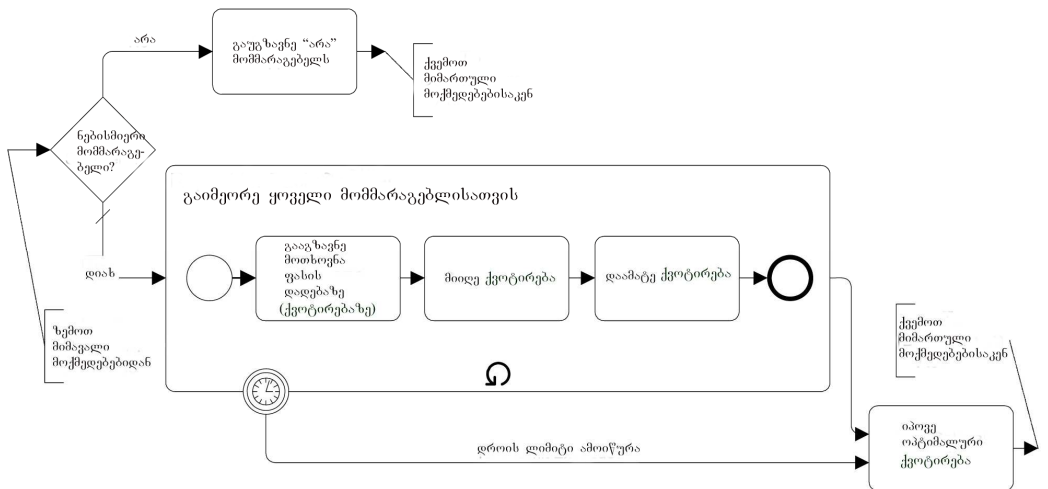 არა
გაუგზავნე “არა”
მომმარაგებელს
ქვემოთ
მიმართული
მოქმედებებისაკენ
ნებისმიერი
მომმარაგე-
ბელი?
გაიმეორე ყოველი მომმარაგებლისათვის
გააგზავნე
მოთხოვნა
ფასის
დადებაზე
(ქვოტირებაზე)
მიიღე ქვოტირება
დაამატე ქვოტირება
დიახ
ზემოთ
მიმავალი
მოქმედებებიდან
ქვემოთ
მიმართული
მოქმედებებისაკენ
დროის ლიმიტი ამოიწურა
იპოვე
ოპტიმალური
ქვოტირება